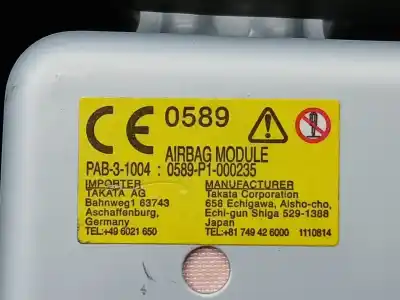 CE 0589
AIRBAG MODULE
PAB-3-1004 : 0589-P1-000235
IMPORTER MANUFACTURER
TAKATA AG Takata Corporation
Bahnweg1 63743 658 Echigawa, Aisho-cho,
Aschaffenburg, Echi-gun Shiga 529-1388
Germany Japan
TEL:+49 6021 650 TEL:+81 749 42 6000 1110814